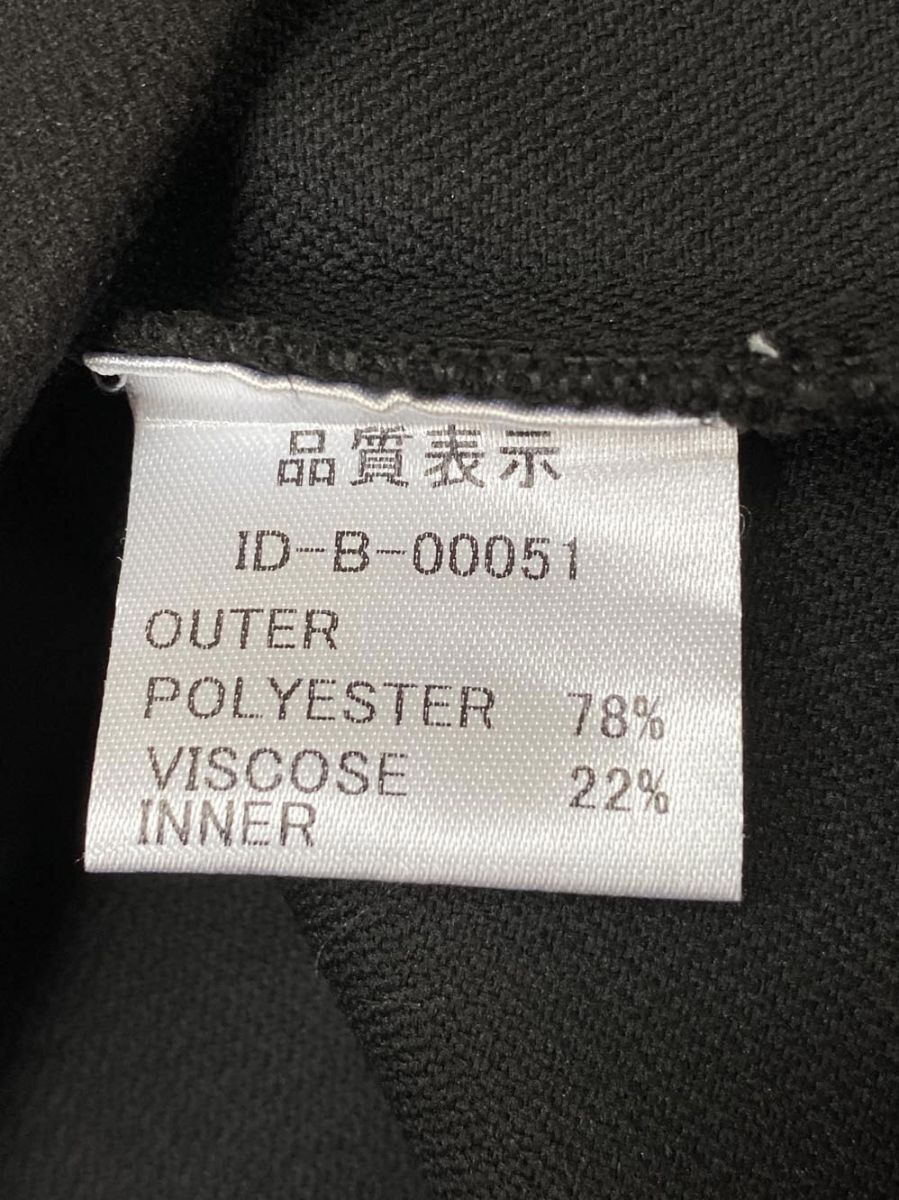 品質表示
ID-B-00051
OUTER
POLYESTER 78%
VISCOSE 22%
INNER